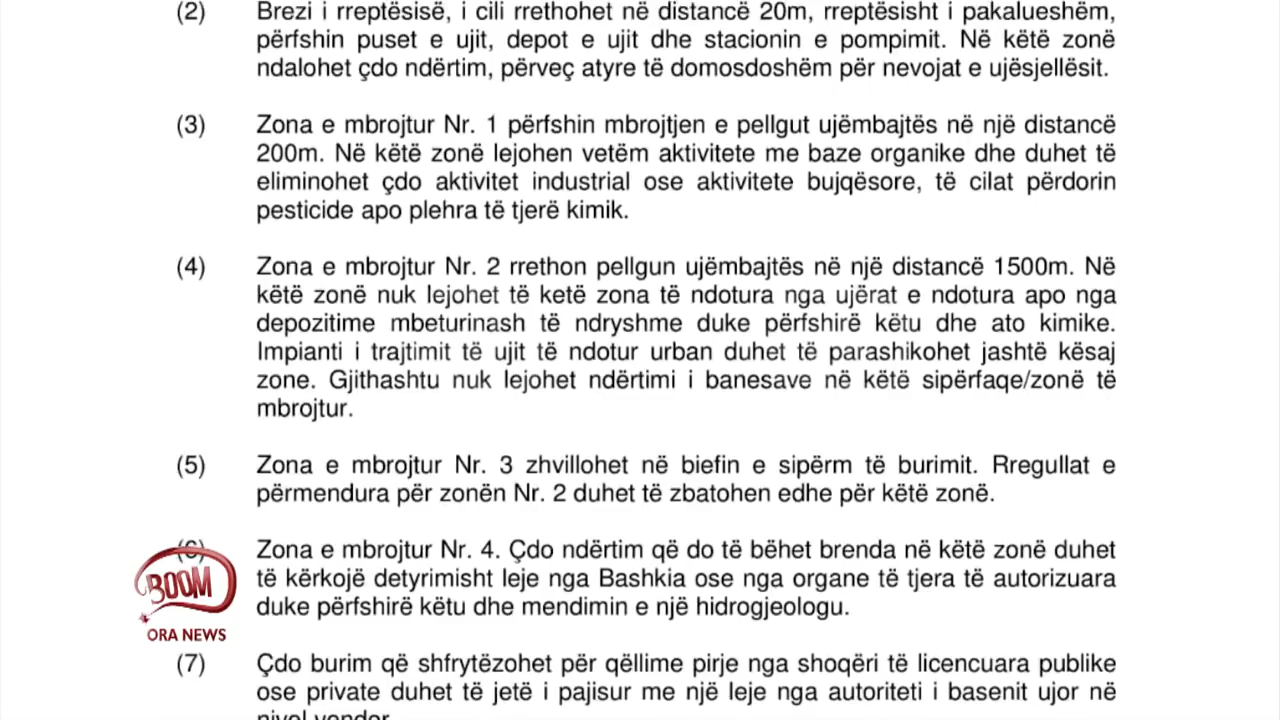 (2) Brezi i rreptësisë, i cili rrethohet në distancë 20m, rreptësisht i pakalueshëm,
përfshin puset e ujit, depot e ujit dhe stacionin e pompimit. Në këtë zonë
ndalohet çdo ndërtim, përveç atyre të domosdoshëm për nevojat e ujësjellësit.
(3) Zona e mbrojtur Nr. 1 përfshin mbrojtjen e pellgut ujëmbajtës në një distancë
200m. Në këtë zonë lejohen vetëm aktivitete me baze organike dhe duhet të
eliminohet çdo aktivitet industrial ose aktivitete bujqësore, të cilat përdorin
pesticide apo plehra të tjerë kimik.
(4) Zona e mbrojtur Nr. 2 rrethon pellgun ujëmbajtës në një distancë 1500m. Në
këtë zonë nuk lejohet të ketë zona të ndotura nga ujërat e ndotura apo nga
depozitime mbeturinash të ndryshme duke përfshirë këtu dhe ato kimike.
Impianti i trajtimit të ujit të ndotur urban duhet të parashikohet jashtë kësaj
zone. Gjithashtu nuk lejohet ndërtimi i banesave në këtë sipërfaqe/zonë të
mbrojtur.
(5) Zona e mbrojtur Nr. 3 zhvillohet në biefin e sipërm të burimit. Rregullat e
përmendura për zonën Nr. 2 duhet të zbatohen edhe për këtë zonë.
(6) Zona e mbrojtur Nr. 4. Çdo ndërtim që do të bëhet brenda në këtë zonë duhet
të kërkojë detyrimisht leje nga Bashkia ose nga organe të tjera të autorizuara
duke përfshirë këtu dhe mendimin e një hidrogjeologu.
BOOM
ORA NEWS
(7) Çdo burim që shfrytëzohet për qëllime pirje nga shoqëri të licencuara publike
ose private duhet të jetë i pajisur me një leje nga autoriteti i basenit ujor në
nivel vendor.